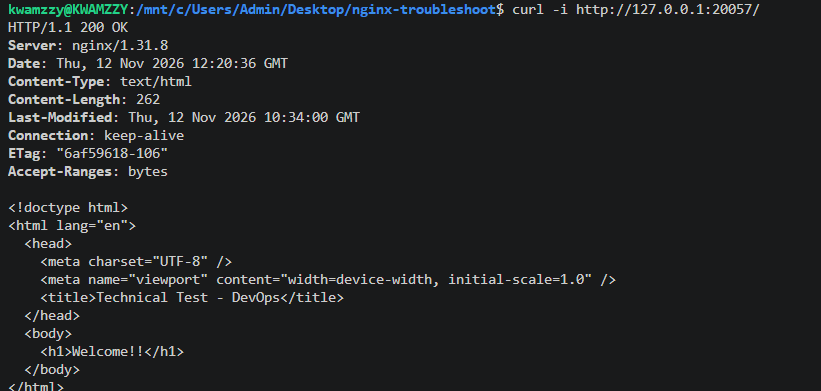 kwamzzy@KWAMZZY:/mnt/c/Users/Admin/Desktop/nginx-troubleshoot$ curl -i http://127.0.0.1:20057/
HTTP/1.1 200 OK
Server: nginx/1.31.8
Date: Thu, 12 Nov 2026 12:20:36 GMT
Content-Type: text/html
Content-Length: 262
Last-Modified: Thu, 12 Nov 2026 10:34:00 GMT
Connection: keep-alive
ETag: "6af59618-106"
Accept-Ranges: bytes

<!doctype html>
<html lang="en">
  <head>
    <meta charset="UTF-8" />
    <meta name="viewport" content="width=device-width, initial-scale=1.0" />
    <title>Technical Test - DevOps</title>
  </head>
  <body>
    <h1>Welcome!!</h1>
  </body>
</html>